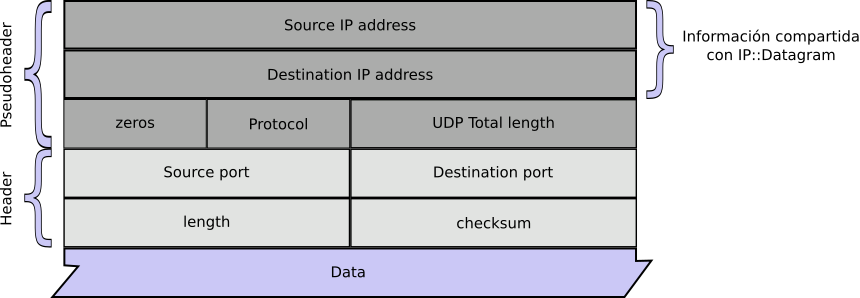 Pseudoheader
Source IP address
Información compartida
con IP::Datagram
Destination IP address
zeros
Protocol
UDP Total length
Header
Source port
Destination port
length
checksum
Data